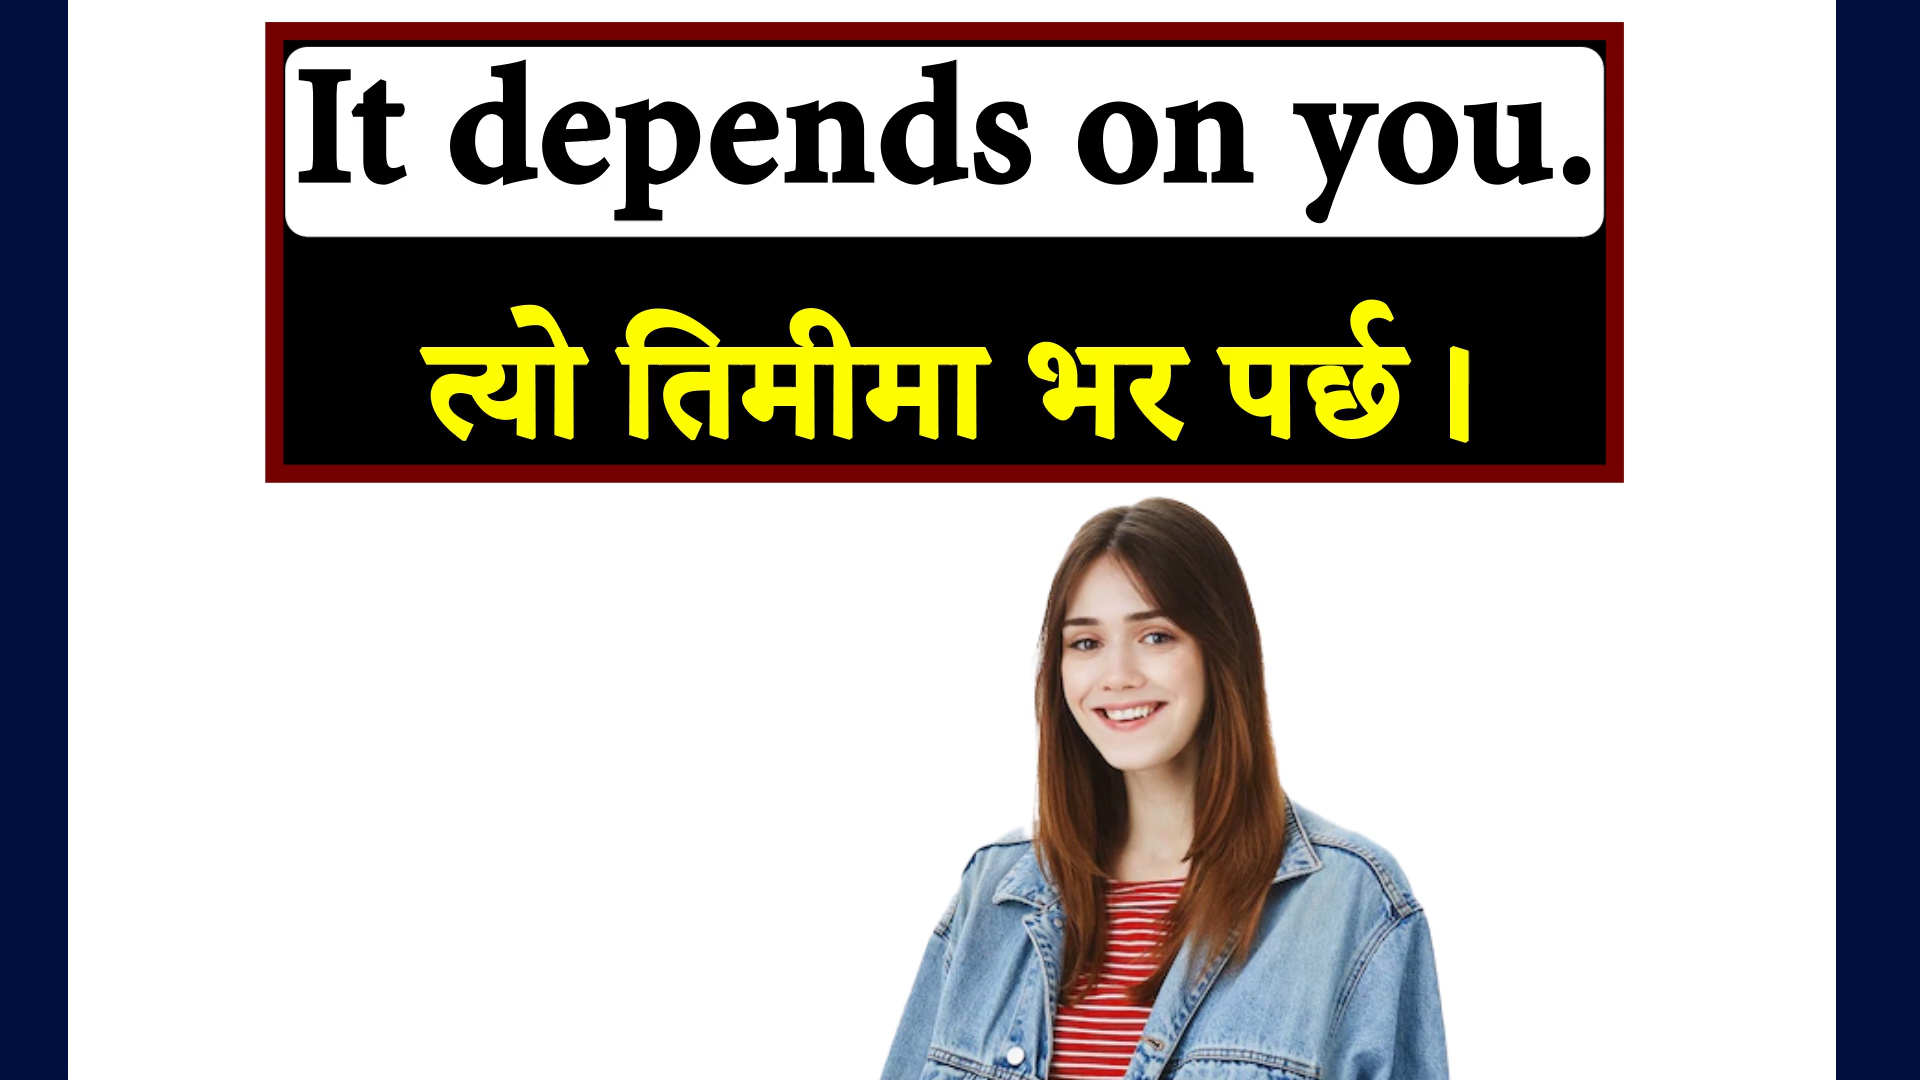 It depends on you.
त्यो तिमीमा भर पर्छ ।